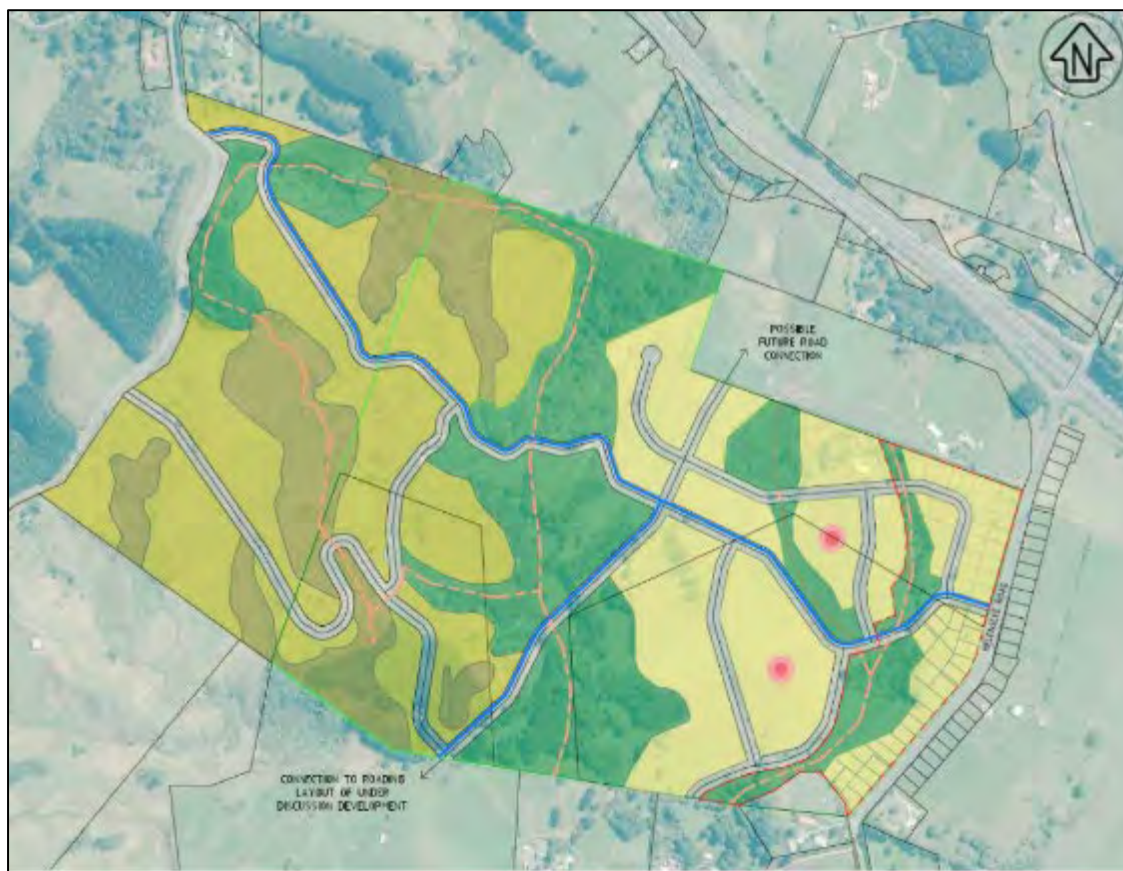 N
POSSIBLE
FUTURE ROAD
CONNECTION
CONNECTION TO ROADING
LAYOUT OF UNDER
DISCUSSION DEVELOPMENT